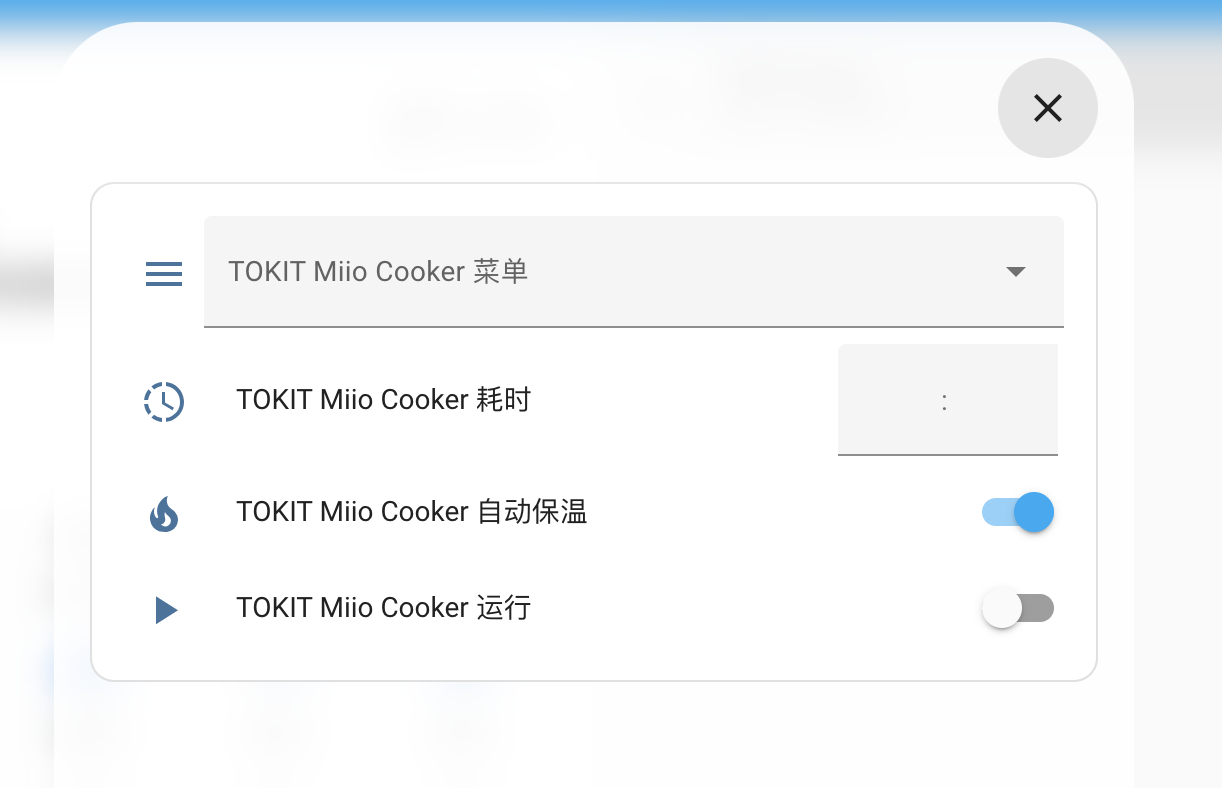 TOKIT Miio Cooker 菜单
TOKIT Miio Cooker 耗时
:
TOKIT Miio Cooker 自动保温
TOKIT Miio Cooker 运行